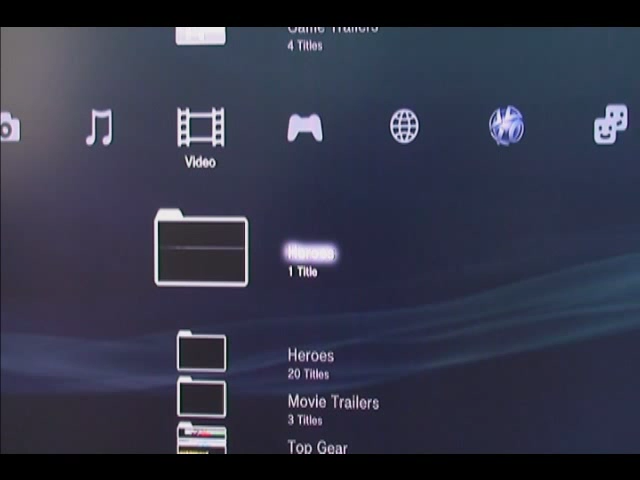 Game Trailers
4 Titles
Video
Heroes
1 Title
Heroes
20 Titles
Movie Trailers
3 Titles
Top Gear